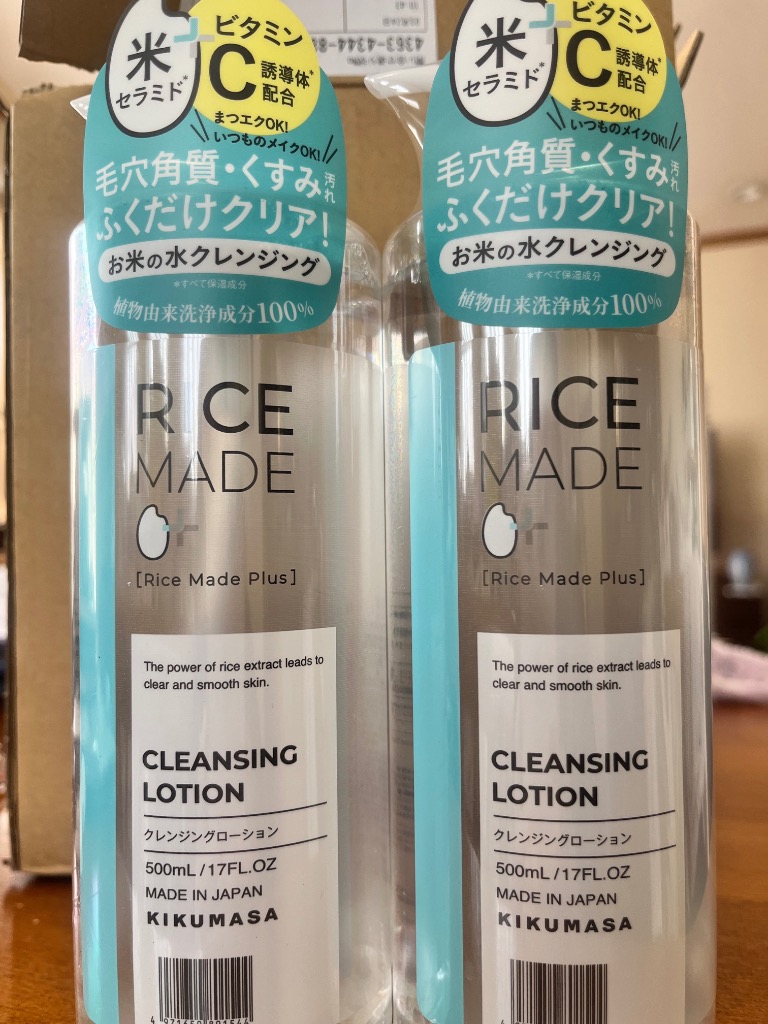 4363-4344-8
米
セラミド*
ビタミン
C誘導体*
配合
まつエクOK!
いつものメイクOK!
毛穴角質・くすみ汚れ
ふくだけクリア!
お米の水クレンジング
*すべて保湿成分
植物由来洗浄成分100%
RICE
MADE
[Rice Made Plus]
The power of rice extract leads to
clear and smooth skin.
CLEANSING
LOTION
クレンジングローション
500mL/17FL.OZ
MADE IN JAPAN
KIKUMASA
米
セラミド*
ビタミン
C誘導体*
配合
まつエクOK!
いつものメイクOK!
毛穴角質・くすみ汚れ
ふくだけクリア!
お米の水クレンジング
*すべて保湿成分
植物由来洗浄成分100%
RICE
MADE
[Rice Made Plus]
The power of rice extract leads to
clear and smooth skin.
CLEANSING
LOTION
クレンジングローション
500mL/17FL.OZ
MADE IN JAPAN
KIKUMASA